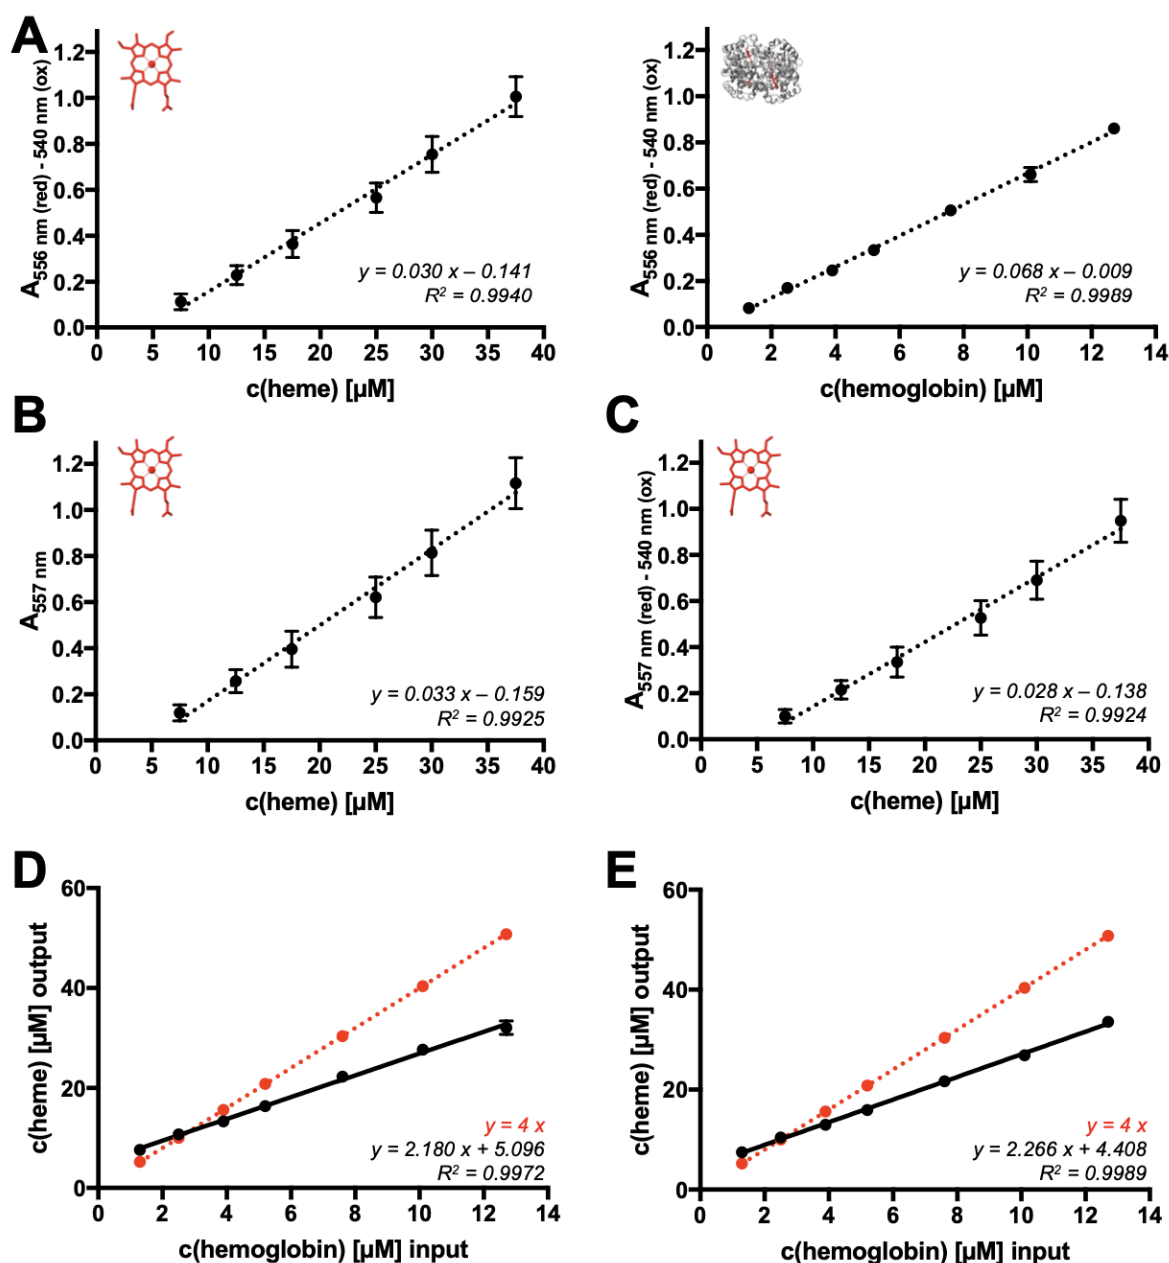 A
A556 nm (red) - 540 nm (ox)
1.2
1.0
0.8
0.6
0.4
0.2
0.0
y = 0.030 x – 0.141
R² = 0.9940
0 5 10 15 20 25 30 35 40
c(heme) [µM]
A556 nm (red) - 540 nm (ox)
1.2
1.0
0.8
0.6
0.4
0.2
0.0
y = 0.068 x – 0.009
R² = 0.9989
0 2 4 6 8 10 12 14
c(hemoglobin) [µM]
B
A557 nm
1.2
1.0
0.8
0.6
0.4
0.2
0.0
y = 0.033 x – 0.159
R² = 0.9925
0 5 10 15 20 25 30 35 40
c(heme) [µM]
C
A557 nm (red) - 540 nm (ox)
1.2
1.0
0.8
0.6
0.4
0.2
0.0
y = 0.028 x – 0.138
R² = 0.9924
0 5 10 15 20 25 30 35 40
c(heme) [µM]
D
c(heme) [µM] output
60
40
20
0
y = 4 x
y = 2.180 x + 5.096
R² = 0.9972
0 2 4 6 8 10 12 14
c(hemoglobin) [µM] input
E
c(heme) [µM] output
60
40
20
0
y = 4 x
y = 2.266 x + 4.408
R² = 0.9989
0 2 4 6 8 10 12 14
c(hemoglobin) [µM] input